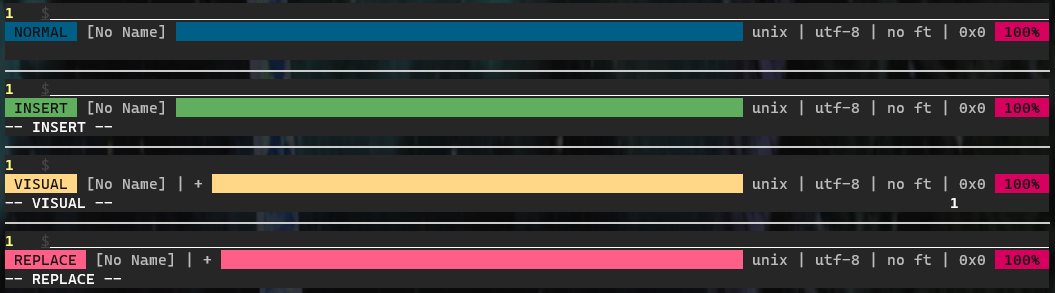 1 $
NORMAL [No Name] unix | utf-8 | no ft | 0x0 100%
1 $
INSERT [No Name] unix | utf-8 | no ft | 0x0 100%
-- INSERT --
1 $
VISUAL [No Name] | + unix | utf-8 | no ft | 0x0 100%
-- VISUAL -- 1
1 $
REPLACE [No Name] | + unix | utf-8 | no ft | 0x0 100%
-- REPLACE --